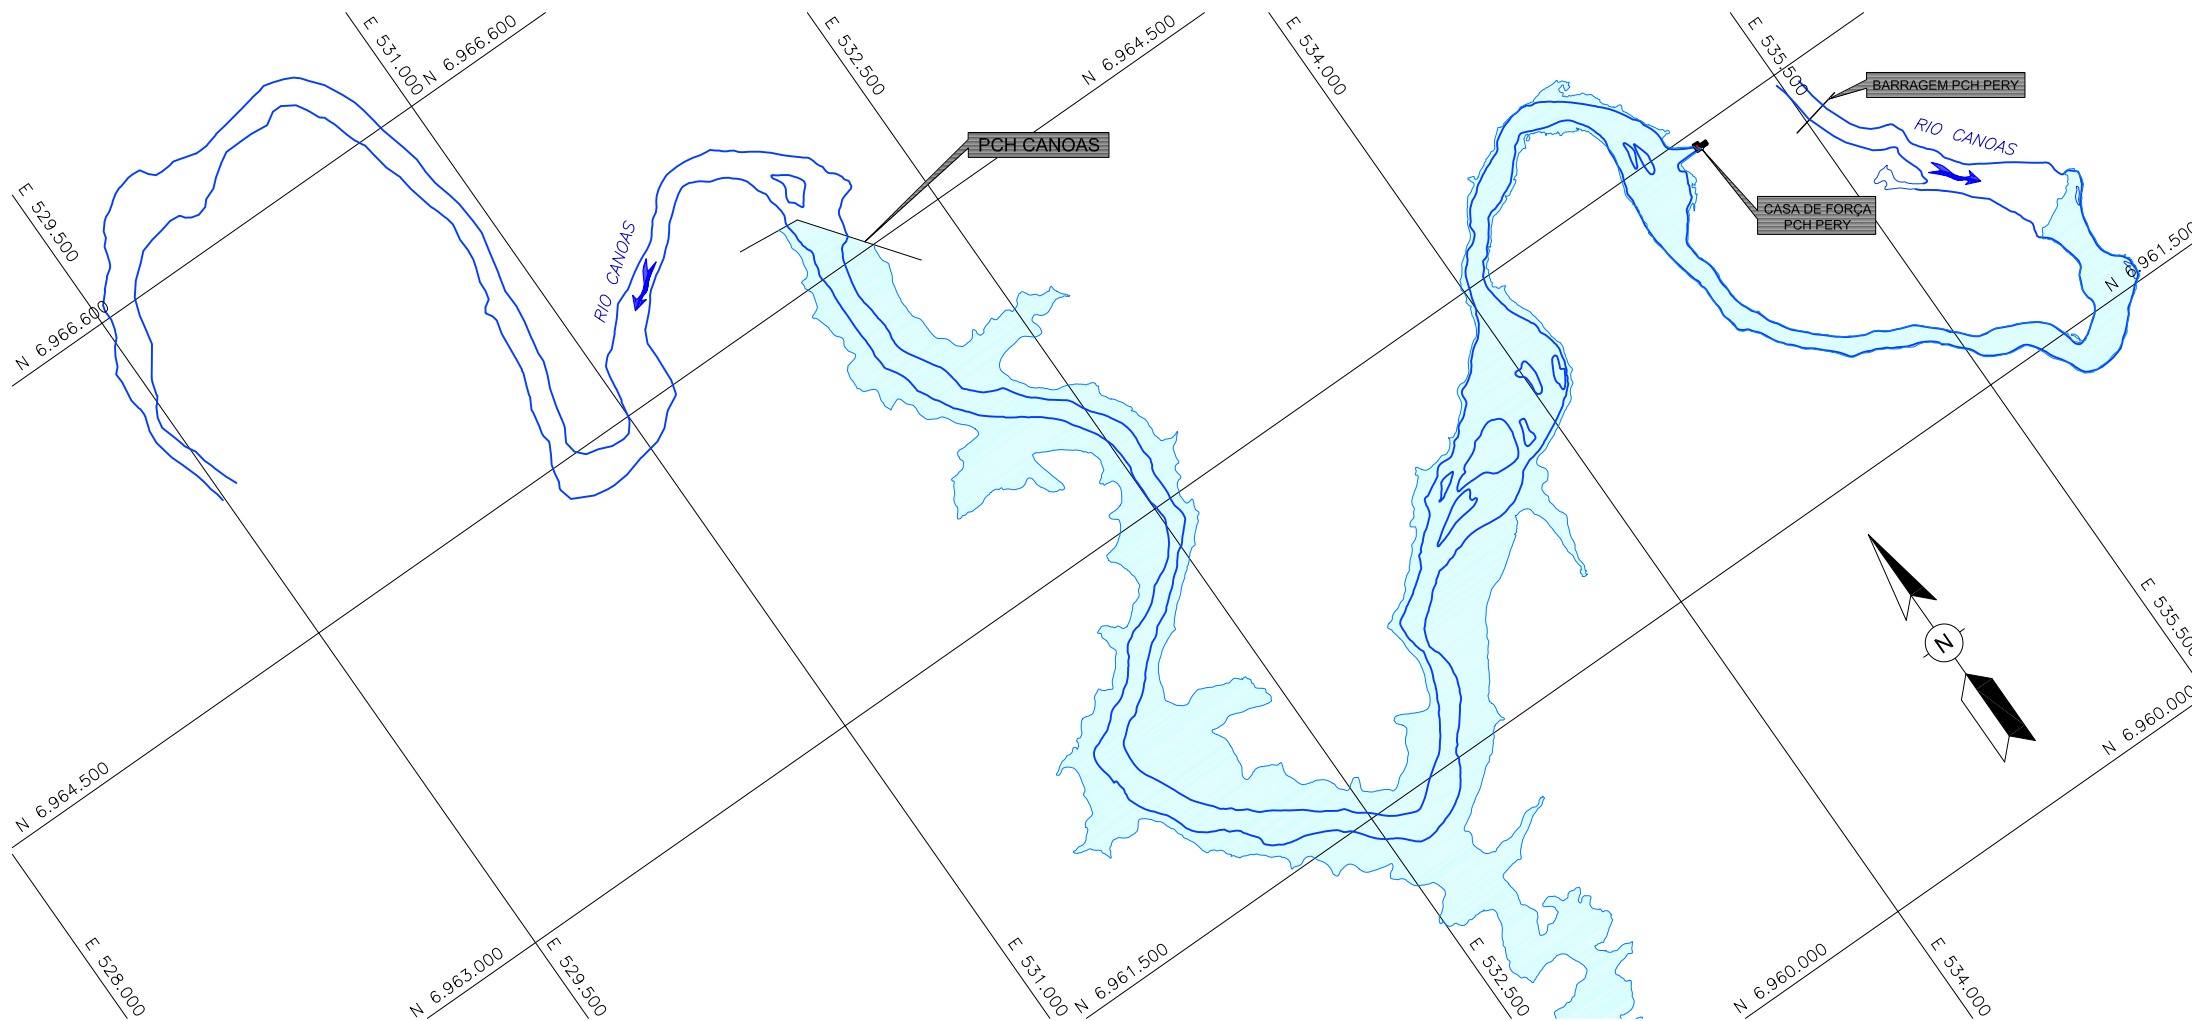 E 531.000
N 6.966.600
E 532.500
N 6.964.500
E 534.000
E 535.500
BARRAGEM PCH PERY
RIO CANOAS
PCH CANOAS
E 529.500
CASA DE FORÇA
PCH PERY
RIO CANOAS
N 6.961.500
N 6.966.600
N
E 535.500
N 6.960.000
N 6.964.500
E 528.000
N 6.963.000
E 529.500
E 531.000
N 6.961.500
E 532.500
N 6.960.000
E 534.000